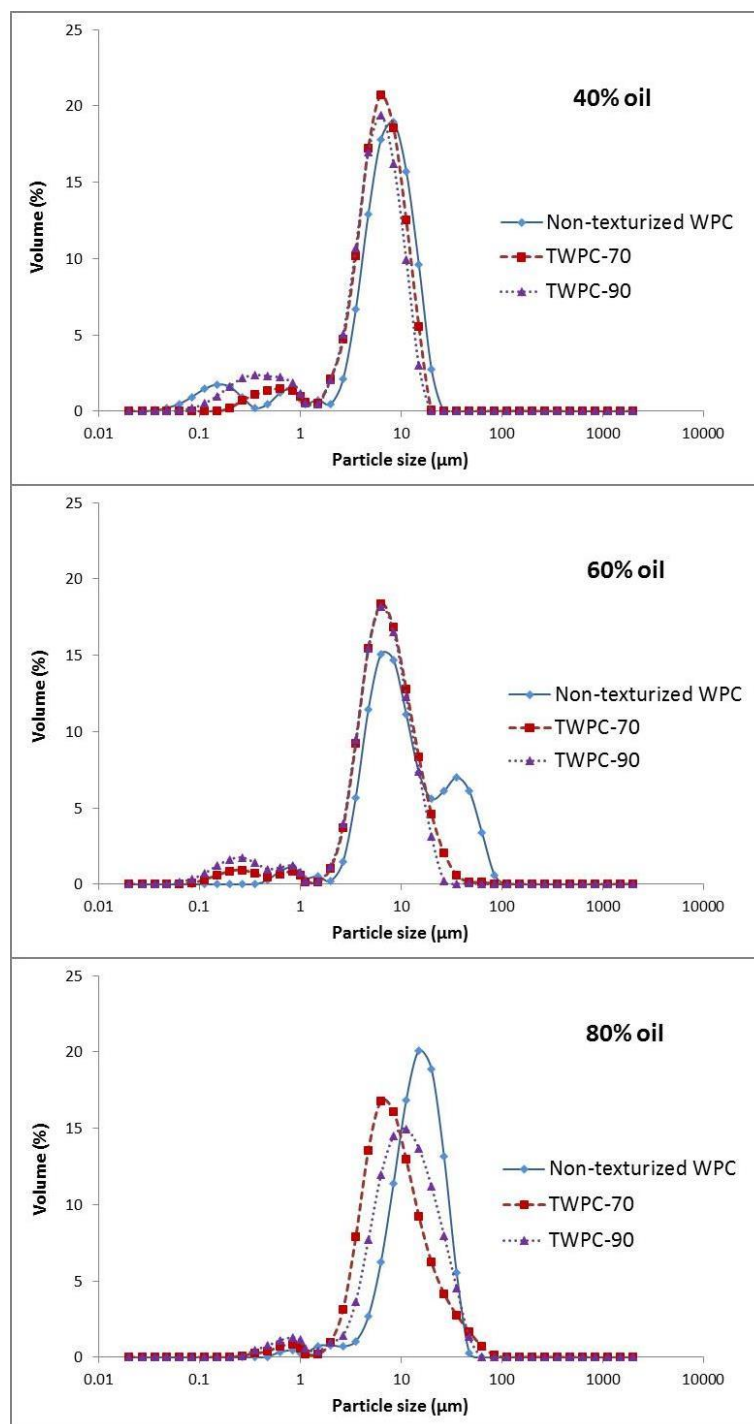 25
40% oil
20
15
Volume (%)
Non-texturized WPC
TWPC-70
TWPC-90
10
5
0
0.01 0.1 1 10 100 1000 10000
Particle size (µm)
25
60% oil
20
15
Volume (%)
Non-texturized WPC
TWPC-70
TWPC-90
10
5
0
0.01 0.1 1 10 100 1000 10000
Particle size (µm)
25
80% oil
20
15
Volume (%)
Non-texturized WPC
TWPC-70
TWPC-90
10
5
0
0.01 0.1 1 10 100 1000 10000
Particle size (µm)